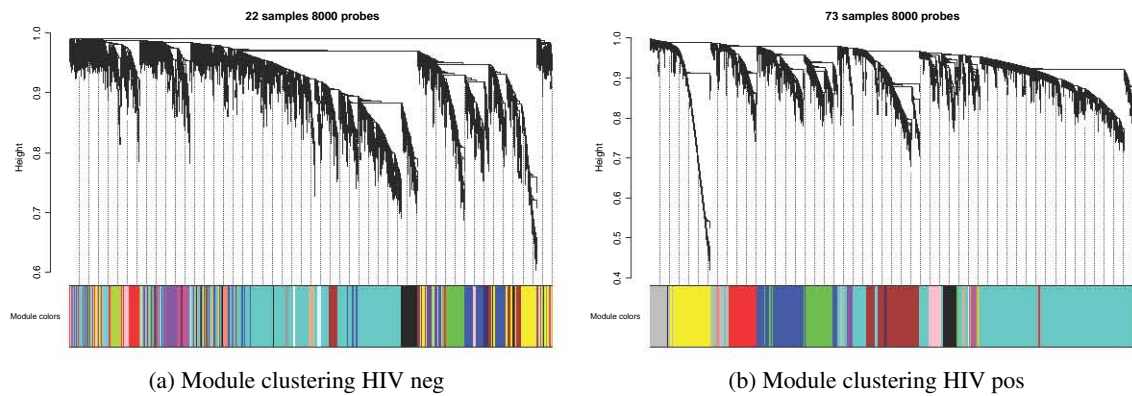 22 samples 8000 probes
1.0
0.9
0.8
0.7
0.6
Height
Module colors
(a) Module clustering HIV neg
73 samples 8000 probes
1.0
0.9
0.8
0.7
0.6
0.5
0.4
Height
Module colors
(b) Module clustering HIV pos